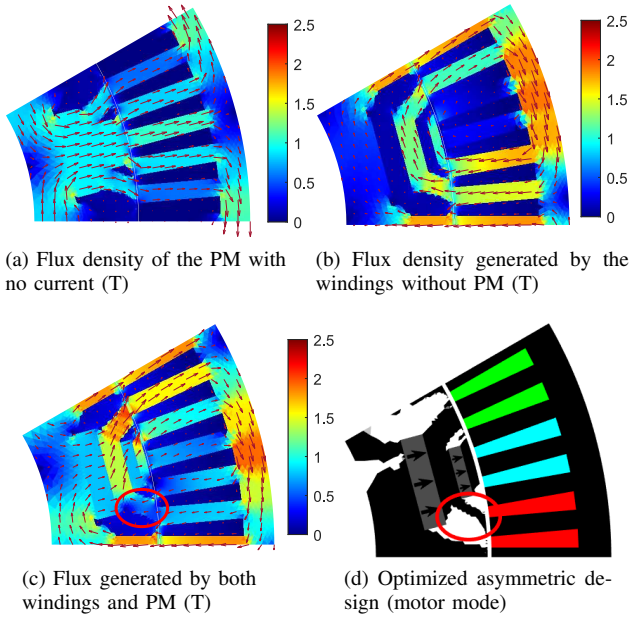 2.5
2
1.5
1
0.5
0
2.5
2
1.5
1
0.5
0
(a) Flux density of the PM with
no current (T)
(b) Flux density generated by the
windings without PM (T)
2.5
2
1.5
1
0.5
0
(c) Flux generated by both
windings and PM (T)
(d) Optimized asymmetric de-
sign (motor mode)